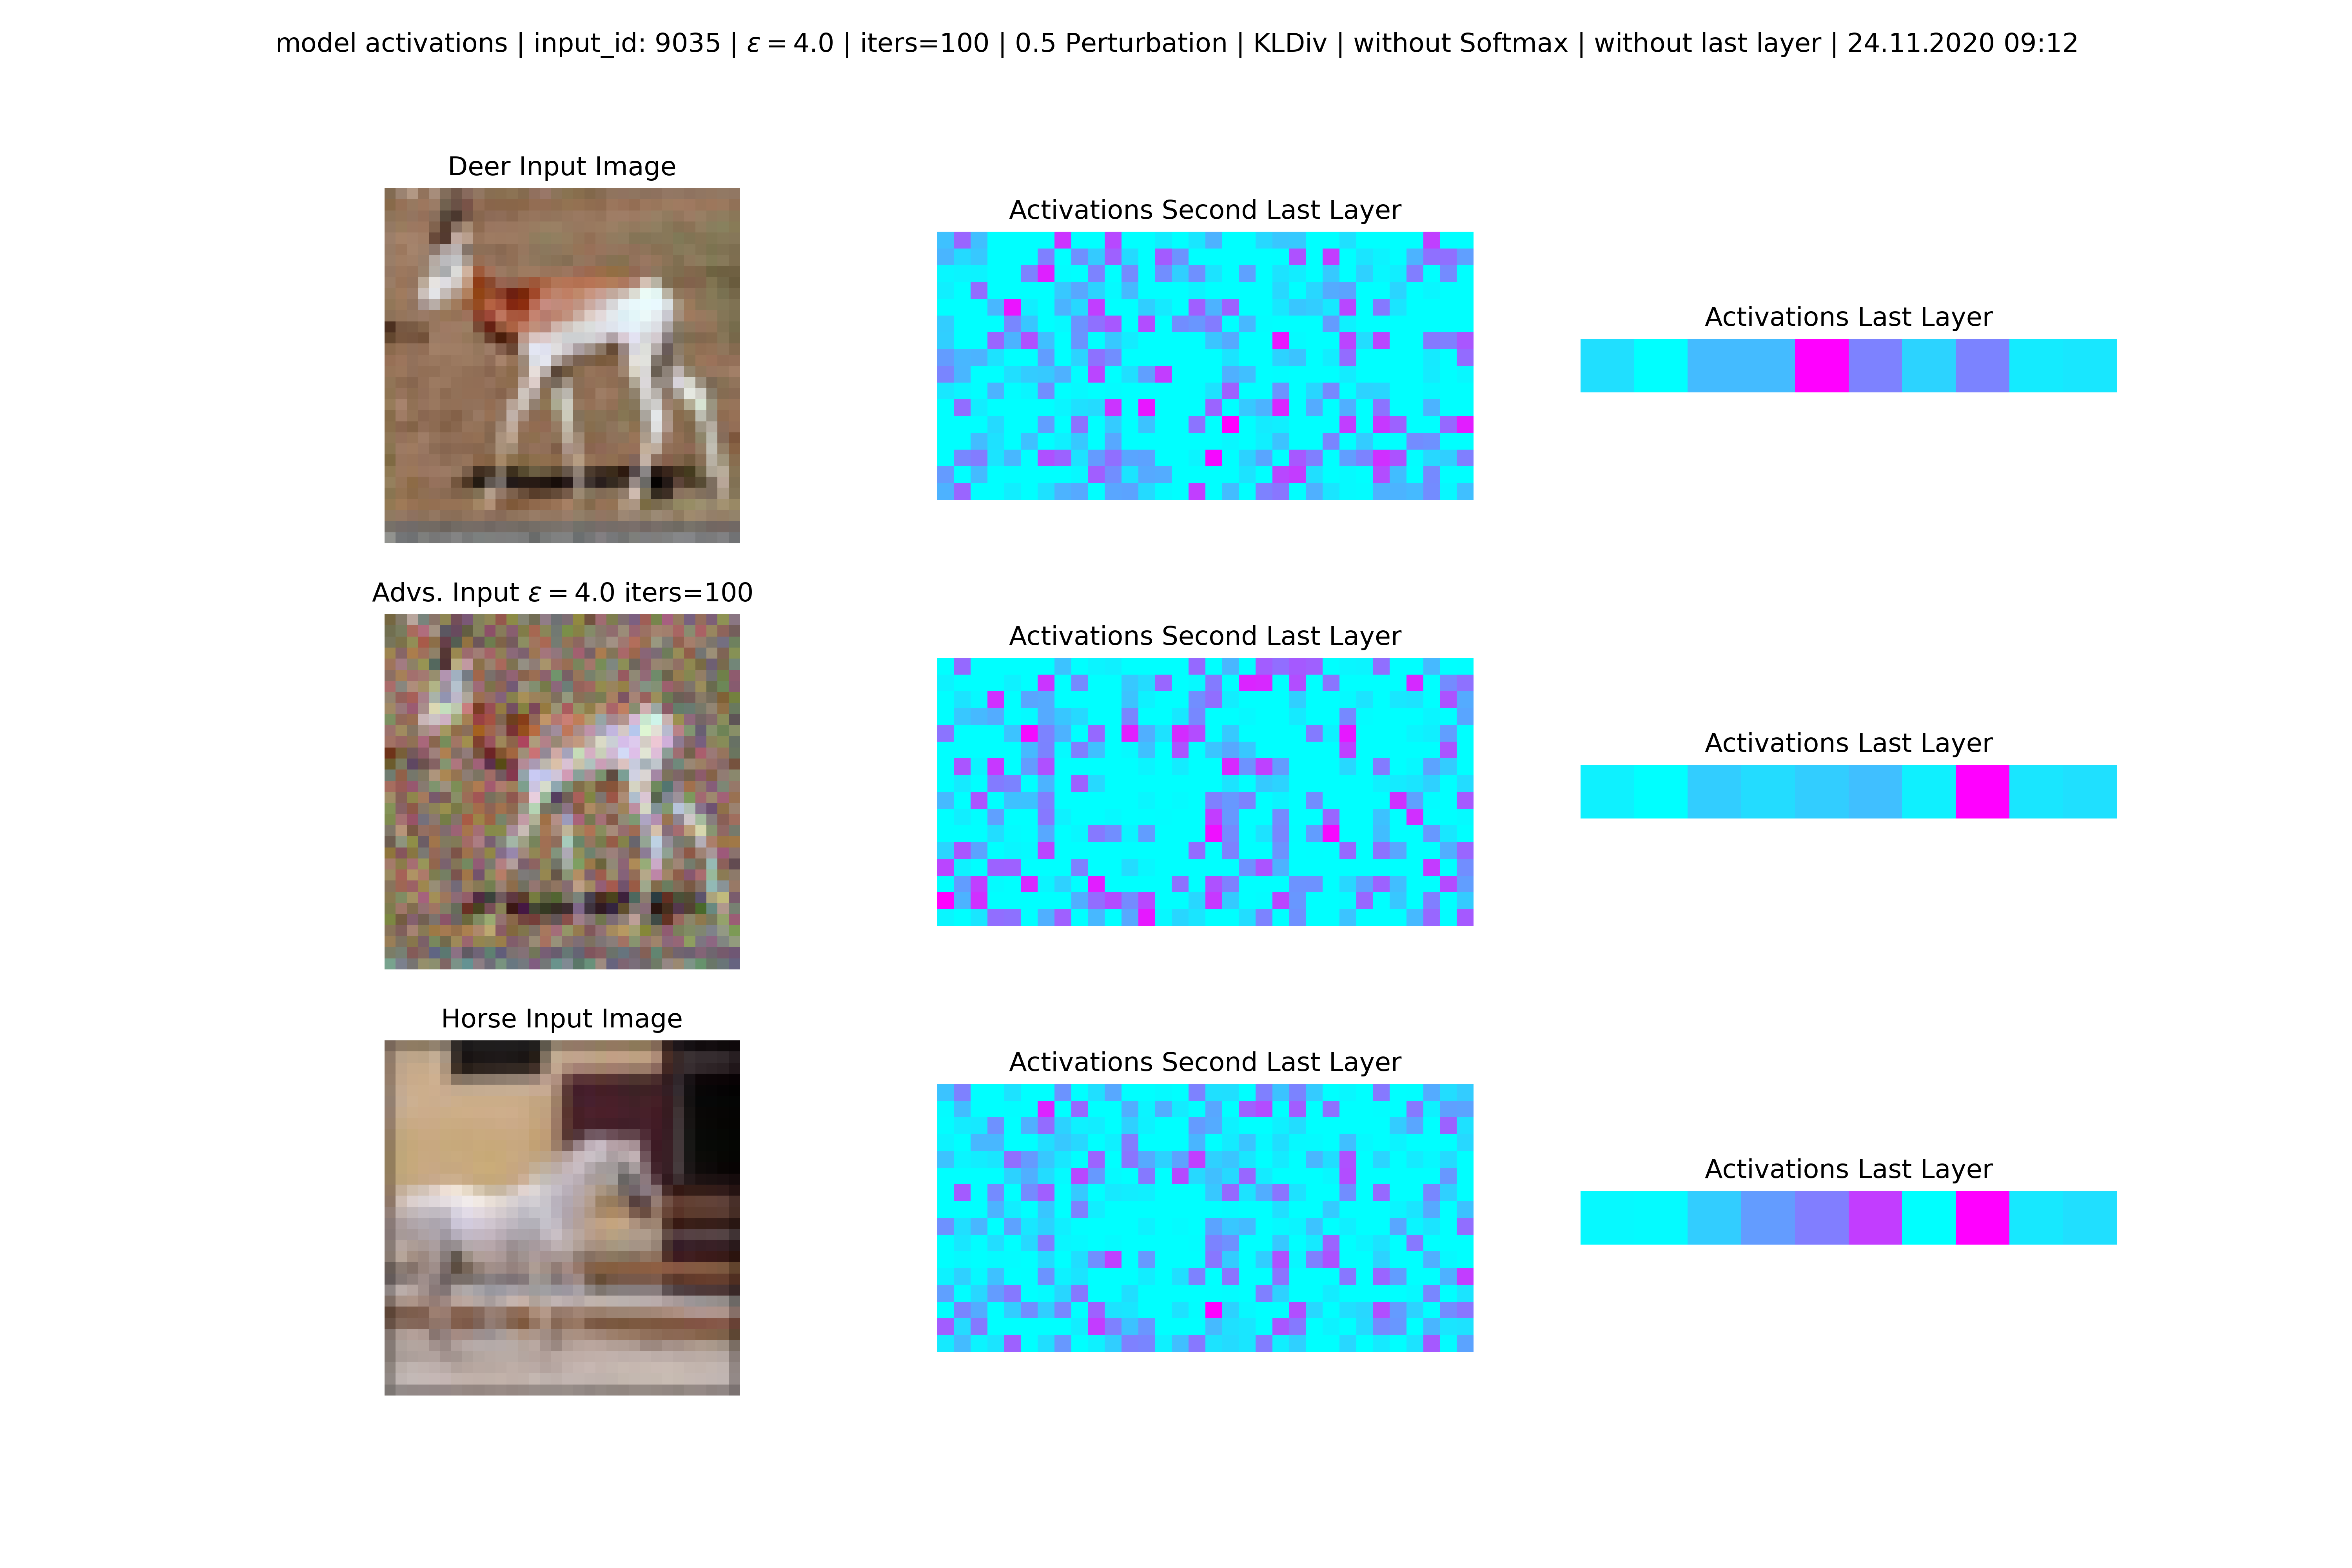 model activations | input_id: 9035 | ε = 4.0 | iters=100 | 0.5 Perturbation | KLDiv | without Softmax | without last layer | 24.11.2020 09:12
Deer Input Image
Activations Second Last Layer
Activations Last Layer
Advs. Input ε = 4.0 iters=100
Activations Second Last Layer
Activations Last Layer
Horse Input Image
Activations Second Last Layer
Activations Last Layer